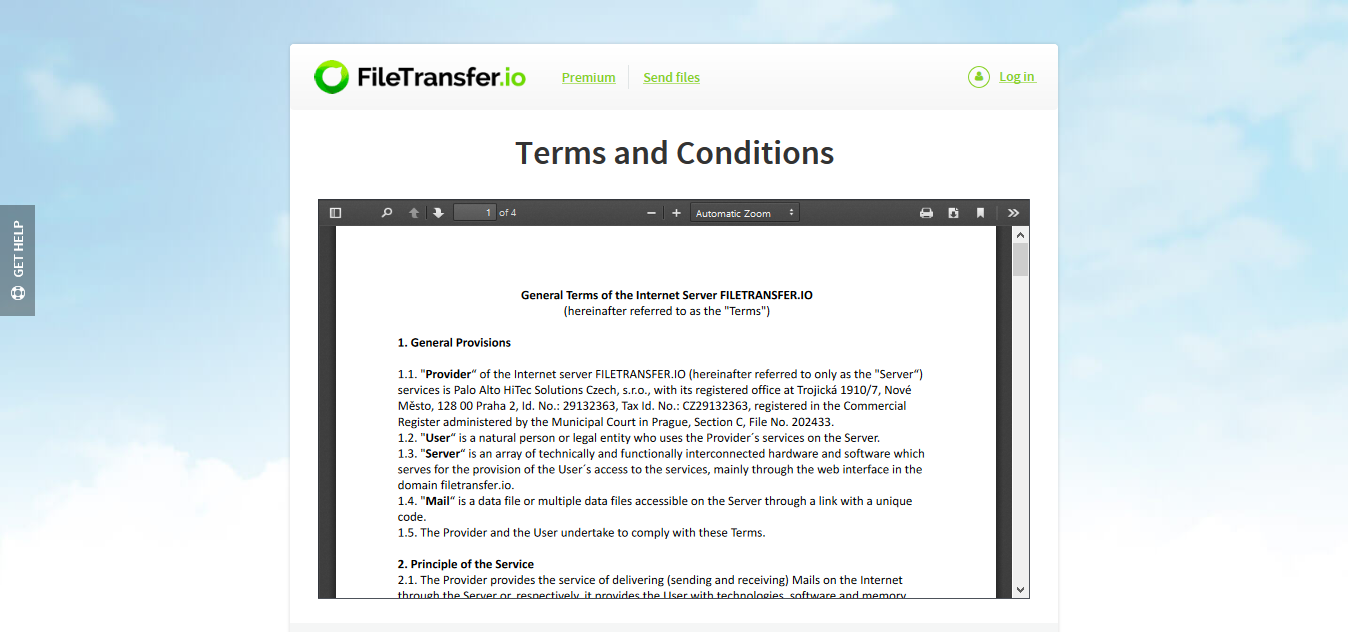 FileTransfer.io
Premium
Send files
Log in
Terms and Conditions
GET HELP
1 of 4
Automatic Zoom
General Terms of the Internet Server FILETRANSFER.IO
(hereinafter referred to as the "Terms")
1. General Provisions
1.1. "Provider“ of the Internet server FILETRANSFER.IO (hereinafter referred to only as the "Server“)
services is Palo Alto HiTec Solutions Czech, s.r.o., with its registered office at Trojická 1910/7, Nové
Město, 128 00 Praha 2, Id. No.: 29132363, Tax Id. No.: CZ29132363, registered in the Commercial
Register administered by the Municipal Court in Prague, Section C, File No. 202433.
1.2. "User“ is a natural person or legal entity who uses the Provider´s services on the Server.
1.3. "Server“ is an array of technically and functionally interconnected hardware and software which
serves for the provision of the User´s access to the services, mainly through the web interface in the
domain filetransfer.io.
1.4. "Mail“ is a data file or multiple data files accessible on the Server through a link with a unique
code.
1.5. The Provider and the User undertake to comply with these Terms.
2. Principle of the Service
2.1. The Provider provides the service of delivering (sending and receiving) Mails on the Internet
through the Server or, respectively, it provides the User with technologies, software and memory